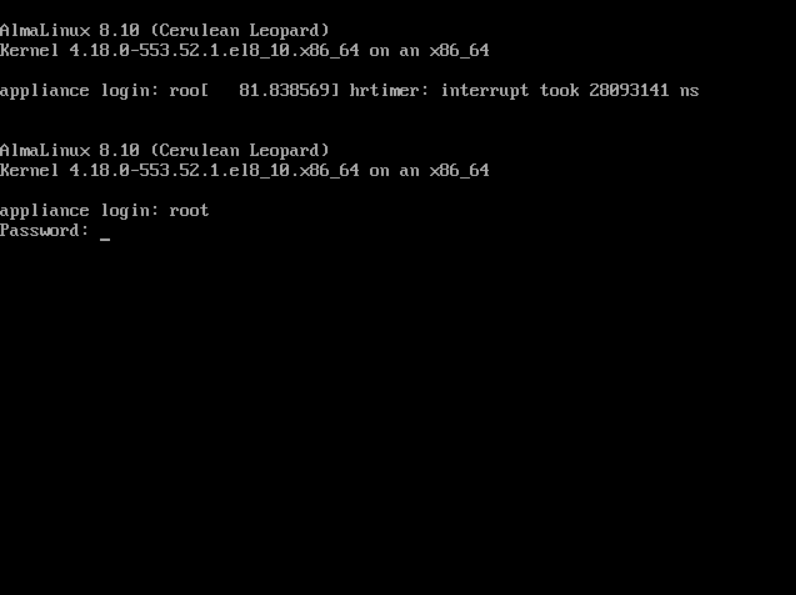 AlmaLinux 8.10 (Cerulean Leopard)
Kernel 4.18.0-553.52.1.el8_10.x86_64 on an x86_64
appliance login: roo[   81.838569] hrtimer: interrupt took 28093141 ns
AlmaLinux 8.10 (Cerulean Leopard)
Kernel 4.18.0-553.52.1.el8_10.x86_64 on an x86_64
appliance login: root
Password: _